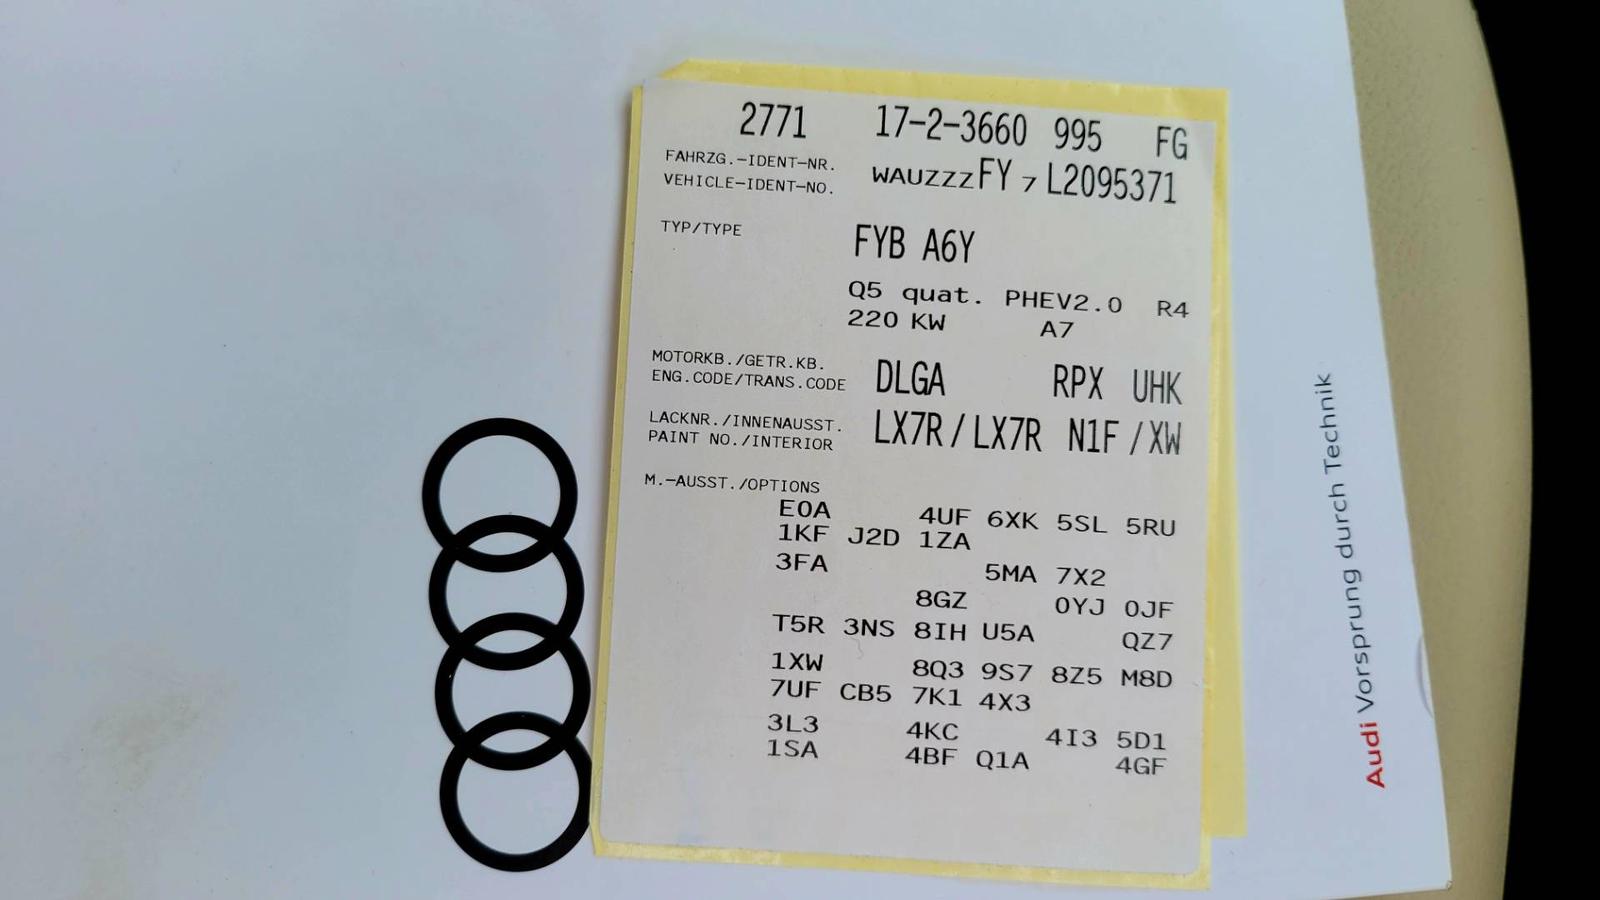 2771 17-2-3660 995 FG
FAHRZG.-IDENT-NR.
VEHICLE-IDENT-NO. WAUZZZFY7L2095371
TYP/TYPE FYB A6Y
Q5 quat. PHEV2.0 R4
220 KW A7
MOTORKB./GETR.KB.
ENG.CODE/TRANS.CODE DLGA RPX UHK
LACKNR./INNENAUSST.
PAINT NO./INTERIOR LX7R/LX7R N1F/XW
M.-AUSST./OPTIONS
E0A 4UF 6XK 5SL 5RU
1KF J2D 1ZA
3FA 5MA 7X2
8GZ 0YJ 0JF
T5R 3NS 8IH U5A QZ7
1XW 8Q3 9S7 8Z5 M8D
7UF CB5 7K1 4X3
3L3 4KC 4I3 5D1
1SA 4BF Q1A 4GF
Audi Vorsprung durch Technik